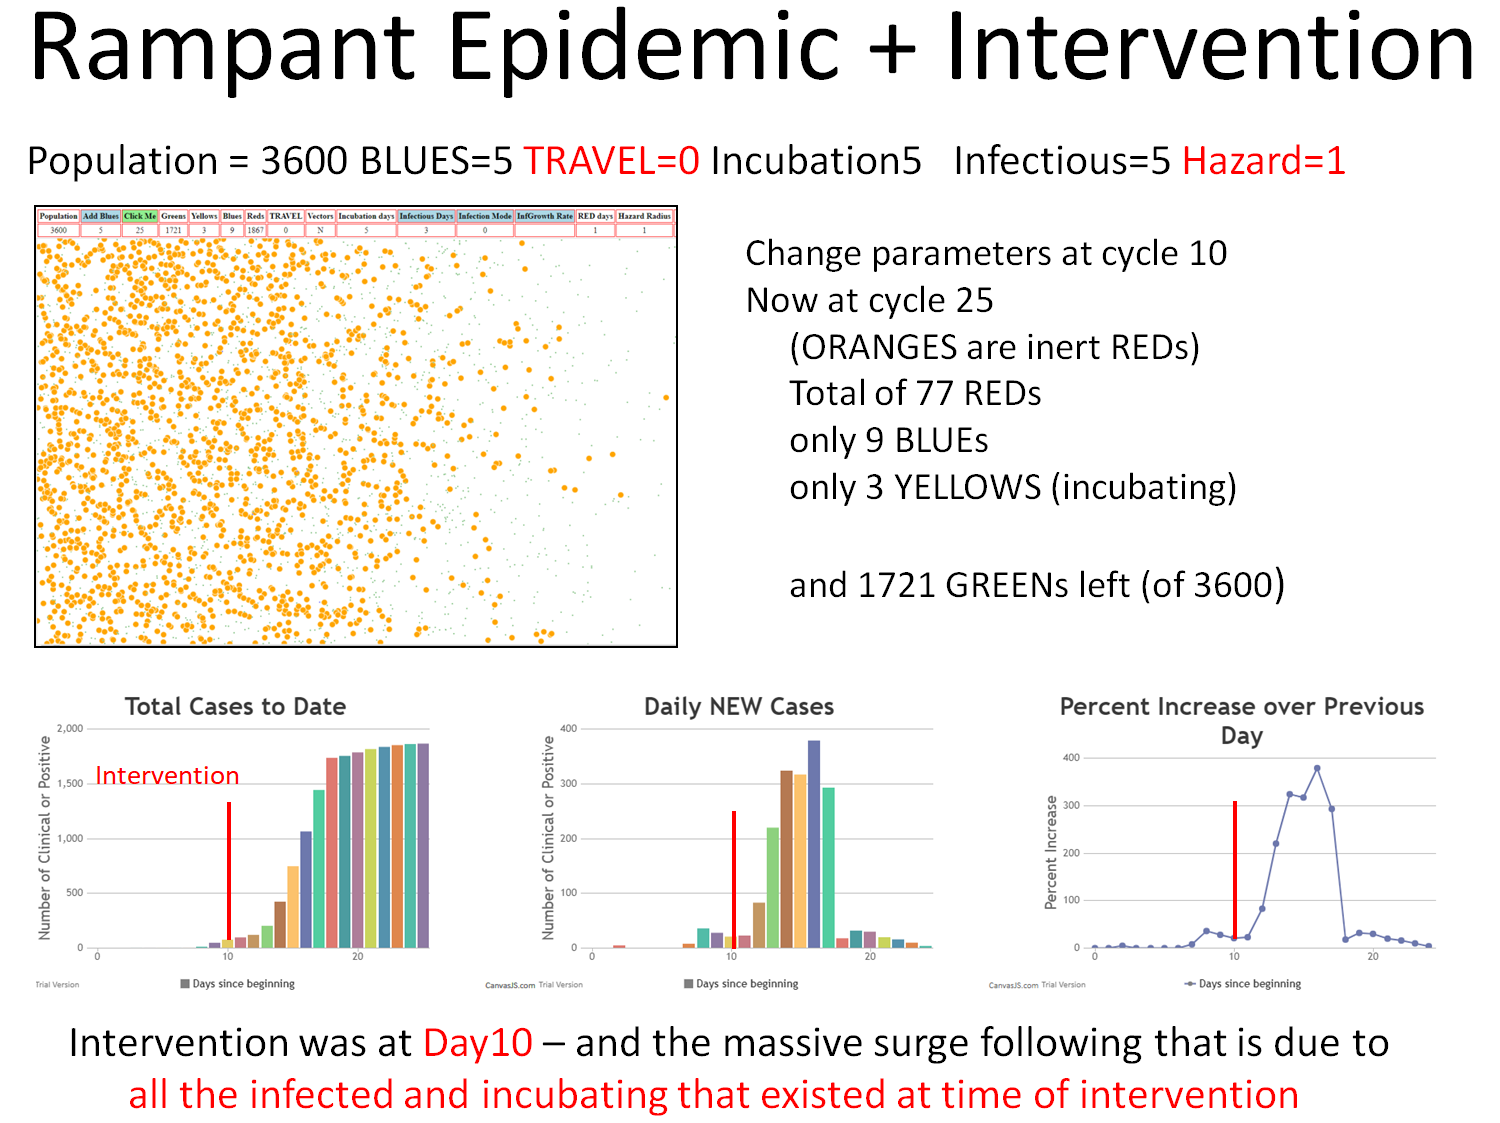 Rampant Epidemic + Intervention
Population = 3600 BLUES=5 TRAVEL=0 Incubation5 Infectious=5 Hazard=1
Population Add Blues Click Me Greens Yellows Blues Reds TRAVEL Vectors Incubation days Infectious Days Infection Mode InfGrowth Rate RED days Hazard Radius
3600 5 25 1721 3 9 1867 0 N 5 3 0 1 1
Change parameters at cycle 10
Now at cycle 25
(ORANGES are inert REDs)
Total of 77 REDs
only 9 BLUEs
only 3 YELLOWS (incubating)
and 1721 GREENs left (of 3600)
Total Cases to Date
Number of Clinical or Positive
2,000
1,500
1,000
500
0
Intervention
0 10 20
Days since beginning
Trial Version
CanvasJS.com
Daily NEW Cases
Number of Clinical or Positive
400
300
200
100
0
0 10 20
Days since beginning
Trial Version
CanvasJS.com
Percent Increase over Previous
Day
Percent Increase
400
300
200
100
0
0 10 20
Days since beginning
Trial Version
Intervention was at Day10 – and the massive surge following that is due to
all the infected and incubating that existed at time of intervention